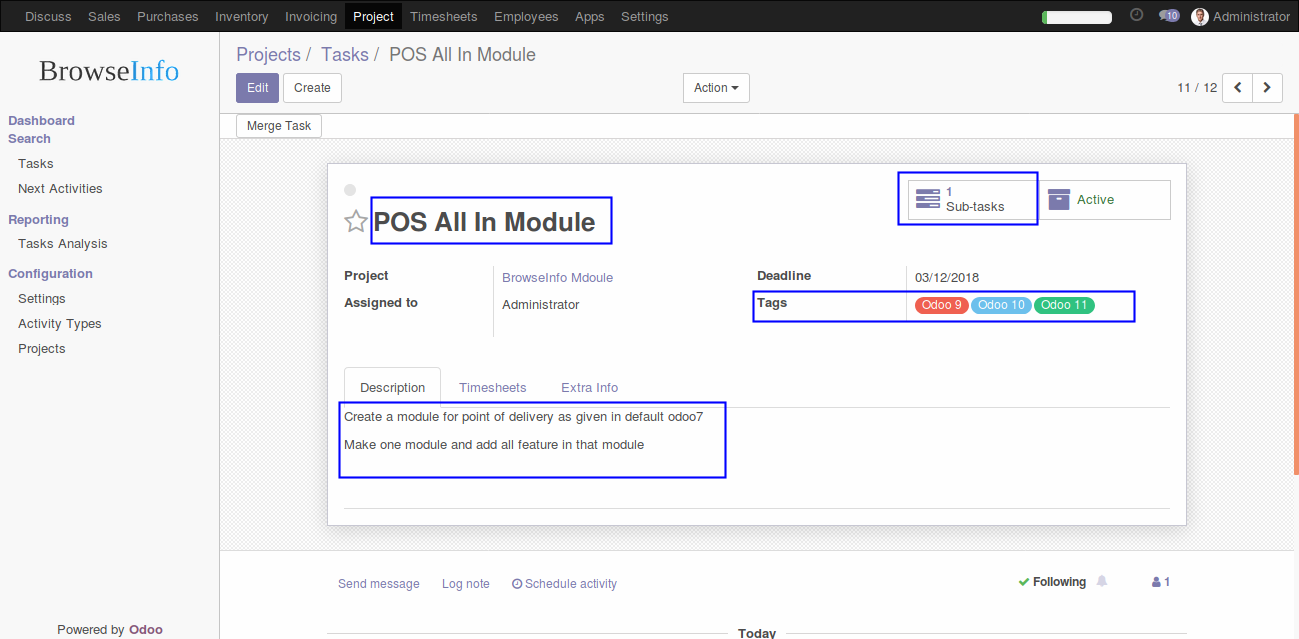 Discuss Sales Purchases Inventory Invoicing Project Timesheets Employees Apps Settings 10 Administrator
BrowseInfo
Dashboard
Search
Tasks
Next Activities
Reporting
Tasks Analysis
Configuration
Settings
Activity Types
Projects
Powered by Odoo
Projects / Tasks / POS All In Module
Edit Create Action 11 / 12
Merge Task
1
Sub-tasks
Active
POS All In Module
Project BrowseInfo Mdoule
Assigned to Administrator
Deadline 03/12/2018
Tags Odoo 9 Odoo 10 Odoo 11
Description Timesheets Extra Info
Create a module for point of delivery as given in default odoo7
Make one module and add all feature in that module
Send message Log note Schedule activity Following 1
Today